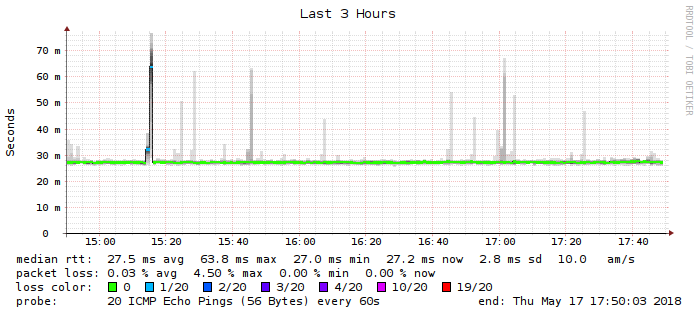 Last 3 Hours
RRDTOOL / TOBI OETIKER
Seconds
70 m
60 m
50 m
40 m
30 m
20 m
10 m
0
15:00 15:20 15:40 16:00 16:20 16:40 17:00 17:20 17:40
median rtt: 27.5 ms avg 63.8 ms max 27.0 ms min 27.2 ms now 2.8 ms sd 10.0 am/s
packet loss: 0.03 % avg 4.50 % max 0.00 % min 0.00 % now
loss color: 0 1/20 2/20 3/20 4/20 10/20 19/20
probe: 20 ICMP Echo Pings (56 Bytes) every 60s end: Thu May 17 17:50:03 2018